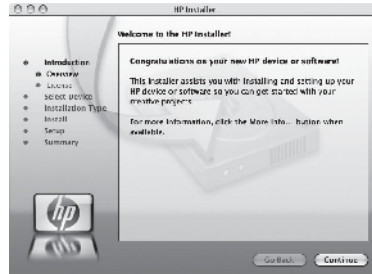 HP Installer
Welcome to the HP Installer!
Introduction
Overview
License
Select Device
Installation Type
Install
Setup
Summary
Congratulations on your new HP device or software!
This installer assists you with installing and setting up your
HP device or software so you can get started with your
creative projects.
For more information, click the More Info... button when
available.
hp
Go Back
Continue